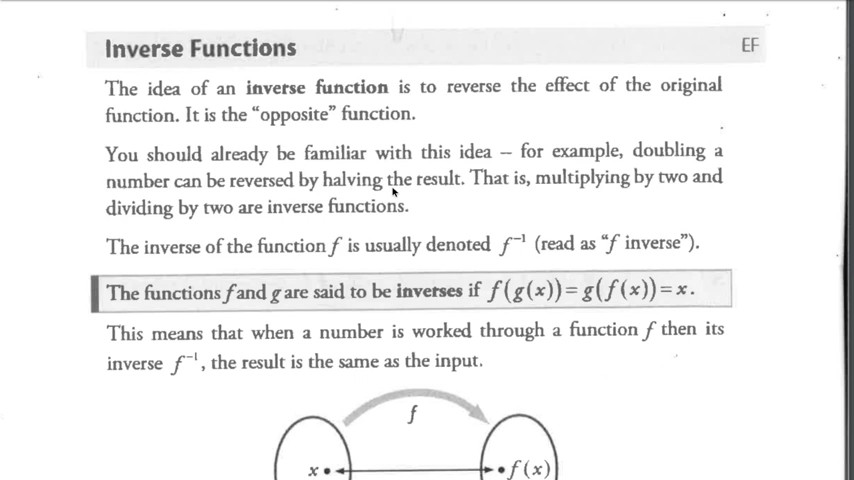 Inverse Functions EF
The idea of an inverse function is to reverse the effect of the original
function. It is the “opposite” function.
You should already be familiar with this idea – for example, doubling a
number can be reversed by halving the result. That is, multiplying by two and
dividing by two are inverse functions.
The inverse of the function f is usually denoted f⁻¹ (read as “f inverse”).
The functions f and g are said to be inverses if f(g(x)) = g(f(x)) = x.
This means that when a number is worked through a function f then its
inverse f⁻¹, the result is the same as the input.
f
x f(x)